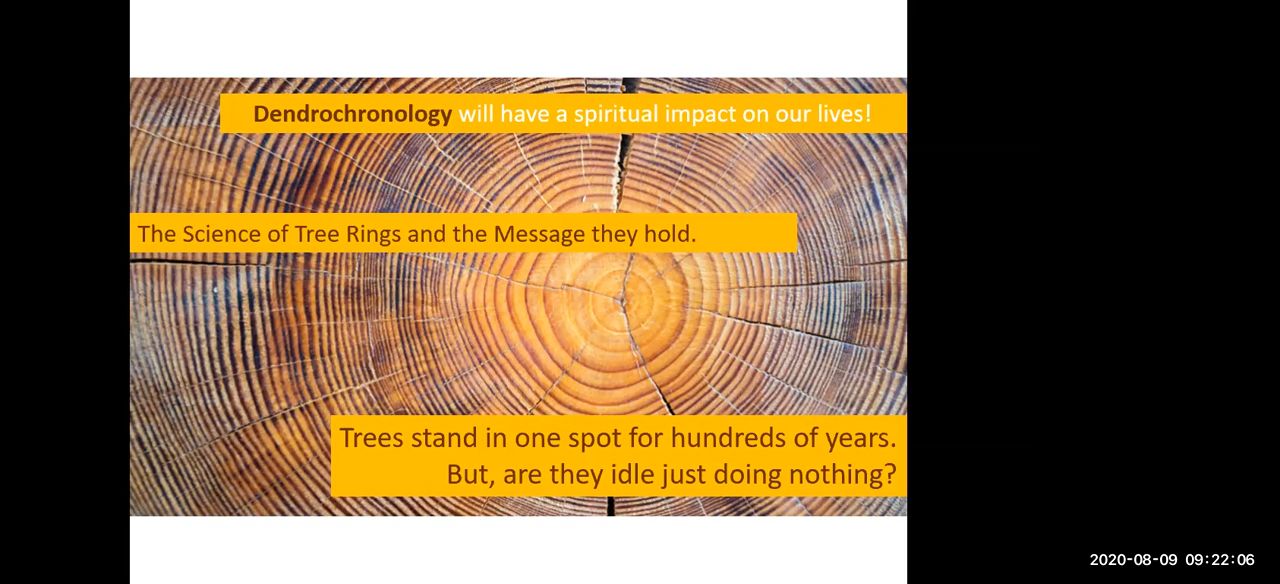 Dendrochronology will have a spiritual impact on our lives!
The Science of Tree Rings and the Message they hold.
Trees stand in one spot for hundreds of years.
But, are they idle just doing nothing?
2020-08-09 09:22:06